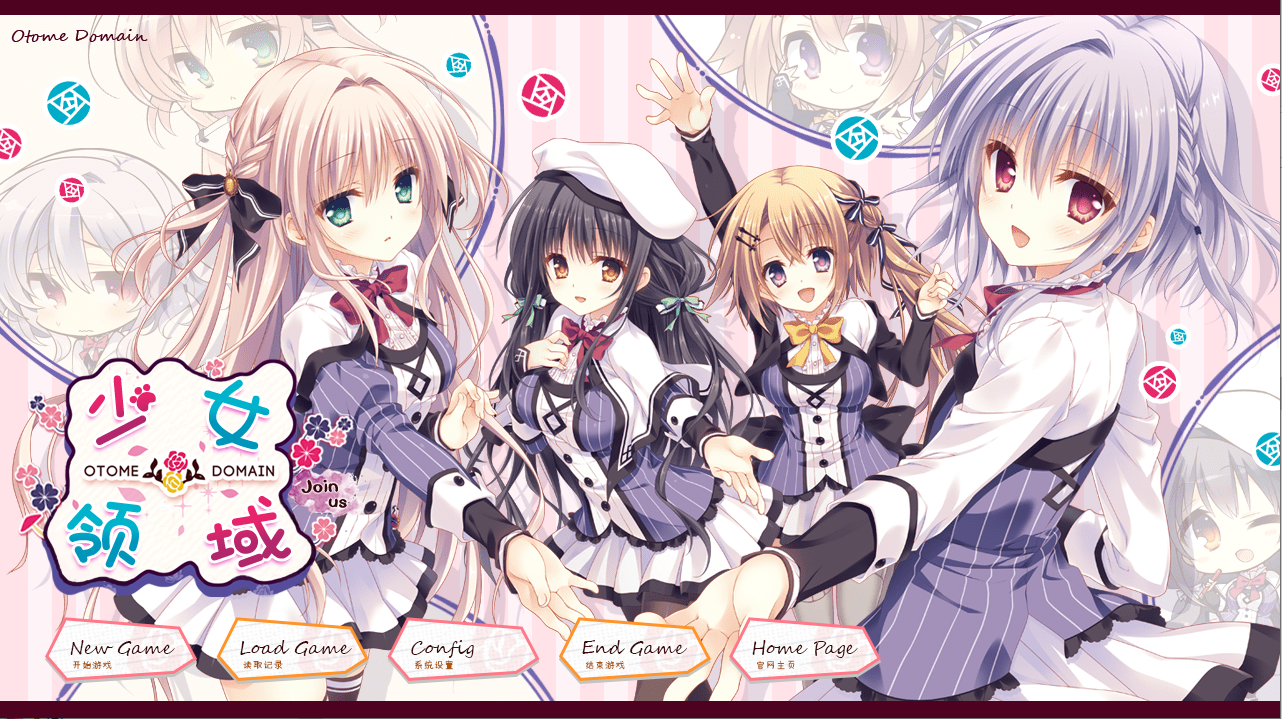 Otome Domain
少女
OTOME DOMAIN
领域
Join
us
New Game
开始游戏
Load Game
读取记录
Config
系统设置
End Game
结束游戏
Home Page
官网主页